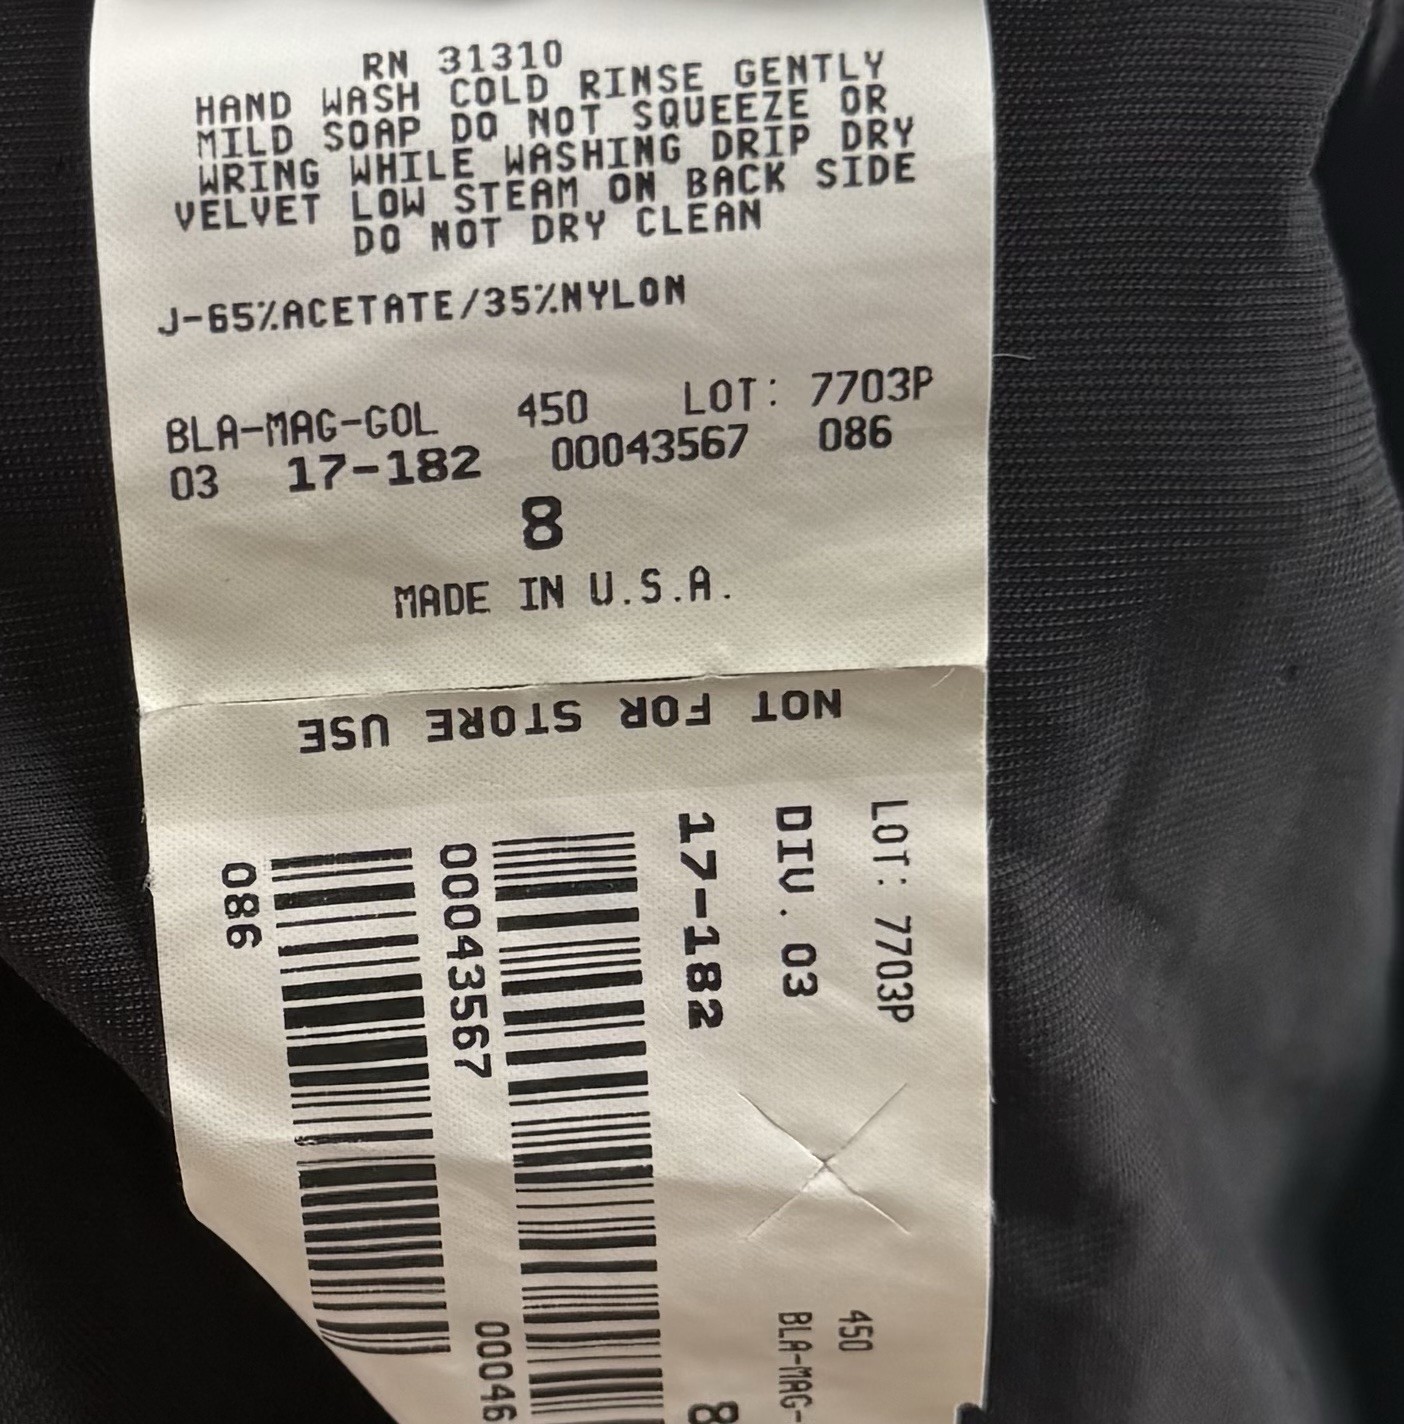 RN 31310
HAND WASH COLD RINSE GENTLY
MILD SOAP DO NOT SQUEEZE OR
WRING WHILE WASHING DRIP DRY
VELVET LOW STEAM ON BACK SIDE
DO NOT DRY CLEAN
J-65%ACETATE/35%NYLON
BLA-MAG-GOL 450 LOT: 7703P
03 17-182 00043567 086
8
MADE IN U.S.A.
NOT FOR STORE USE
LOT: 7703P
DIV. 03
17-182
00043567
086
450
BLA-MAG-
8
00046